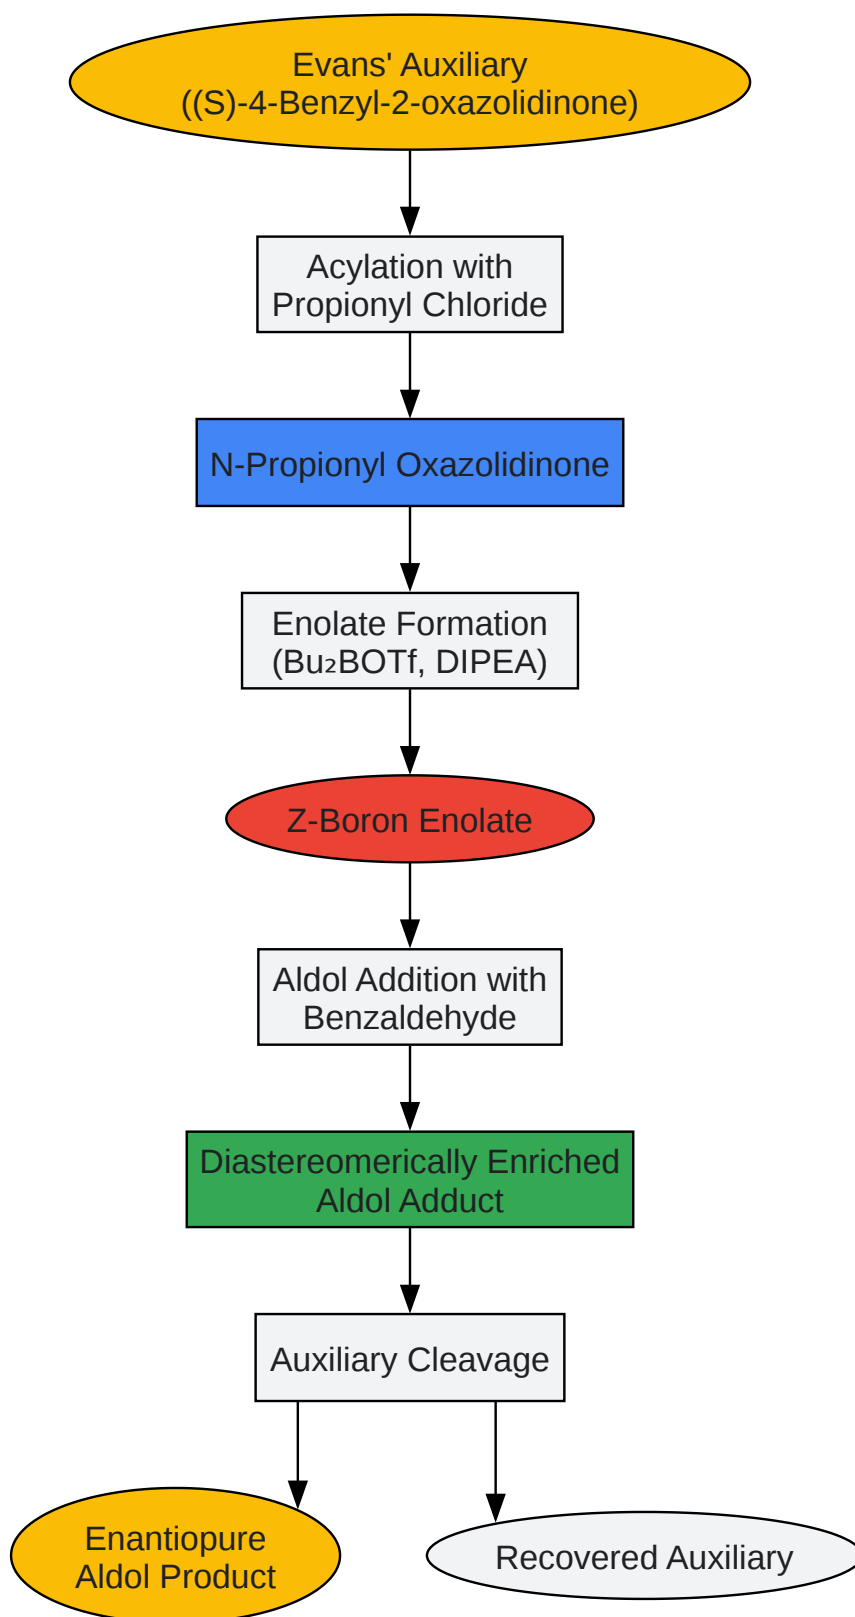 Evans' Auxiliary
((S)-4-Benzyl-2-oxazolidinone)
Acylation with
Propionyl Chloride
N-Propionyl Oxazolidinone
Enolate Formation
(Bu₂BOTf, DIPEA)
Z-Boron Enolate
Aldol Addition with
Benzaldehyde
Diastereomerically Enriched
Aldol Adduct
Auxiliary Cleavage
Enantiopure
Aldol Product
Recovered Auxiliary